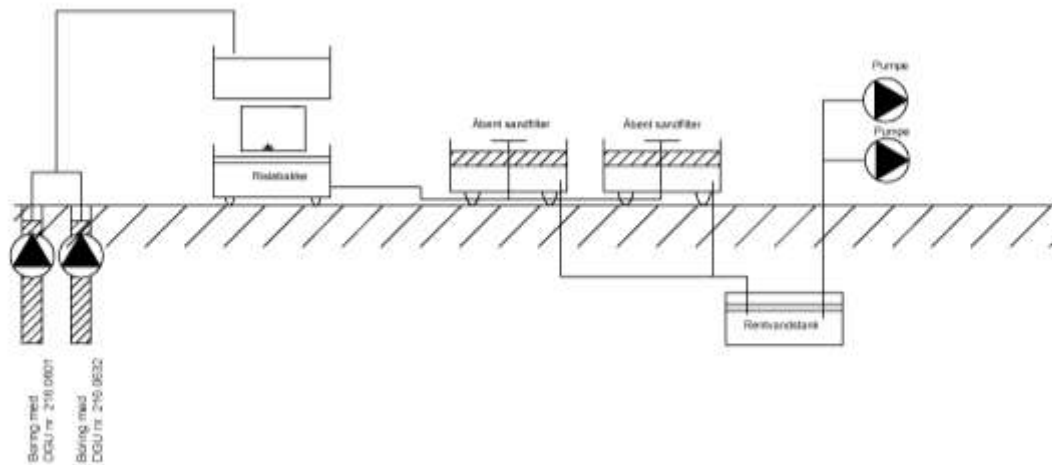 Pumpe
Pumpe
Åbent sandfilter
Åbent sandfilter
Rislebakke
Rentvandstank
Boring med
DGU nr. 216.0601
Boring med
DGU nr. 216.0632